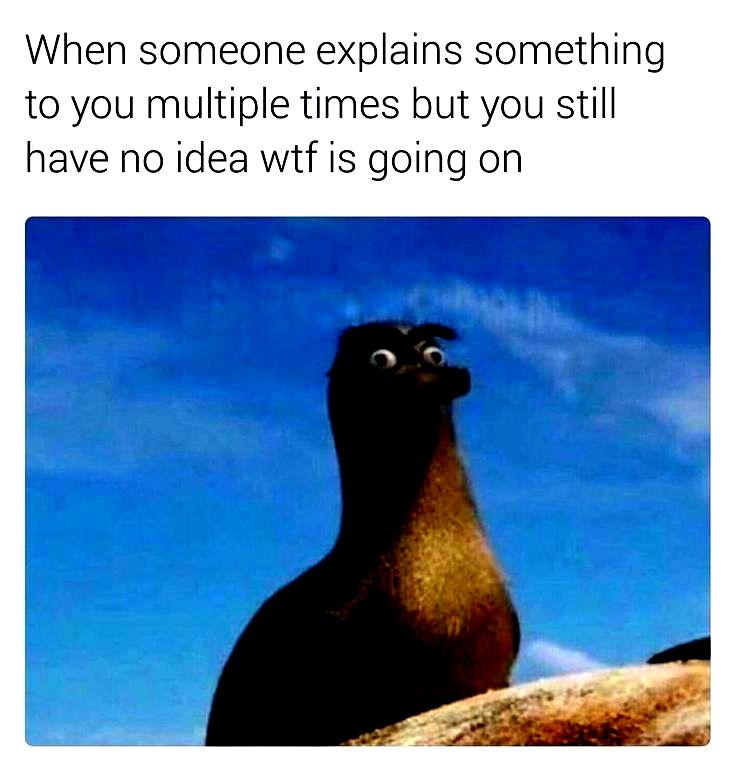 When someone explains something
to you multiple times but you still
have no idea wtf is going on